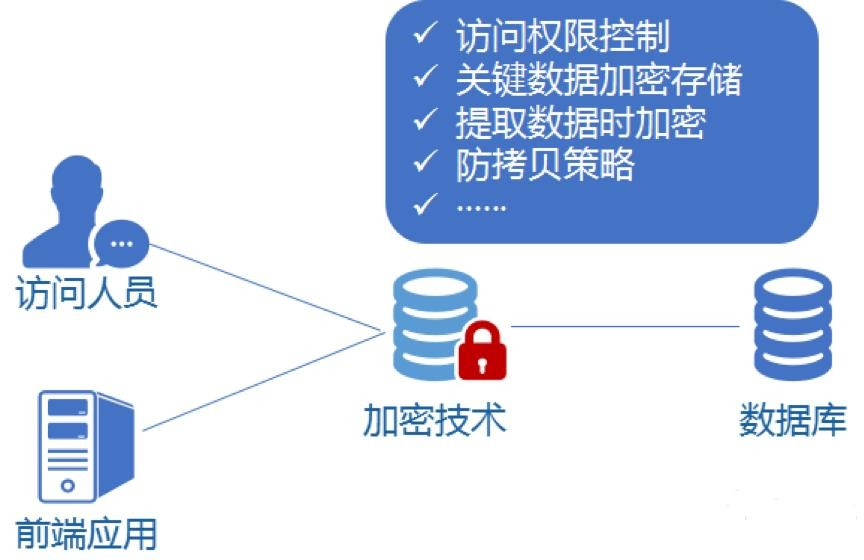 ✓ 访问权限控制
✓ 关键数据加密存储
✓ 提取数据时加密
✓ 防拷贝策略
✓ ······
访问人员
加密技术
数据库
前端应用